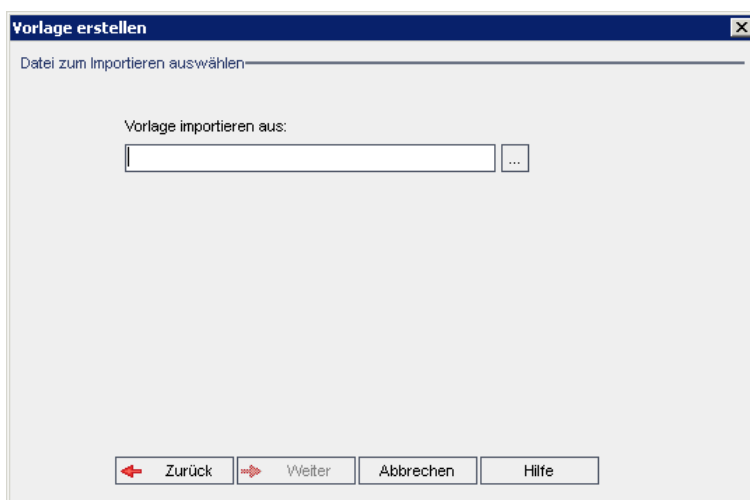 Vorlage erstellen
Datei zum Importieren auswählen
Vorlage importieren aus:
...
Zurück Weiter Abbrechen Hilfe